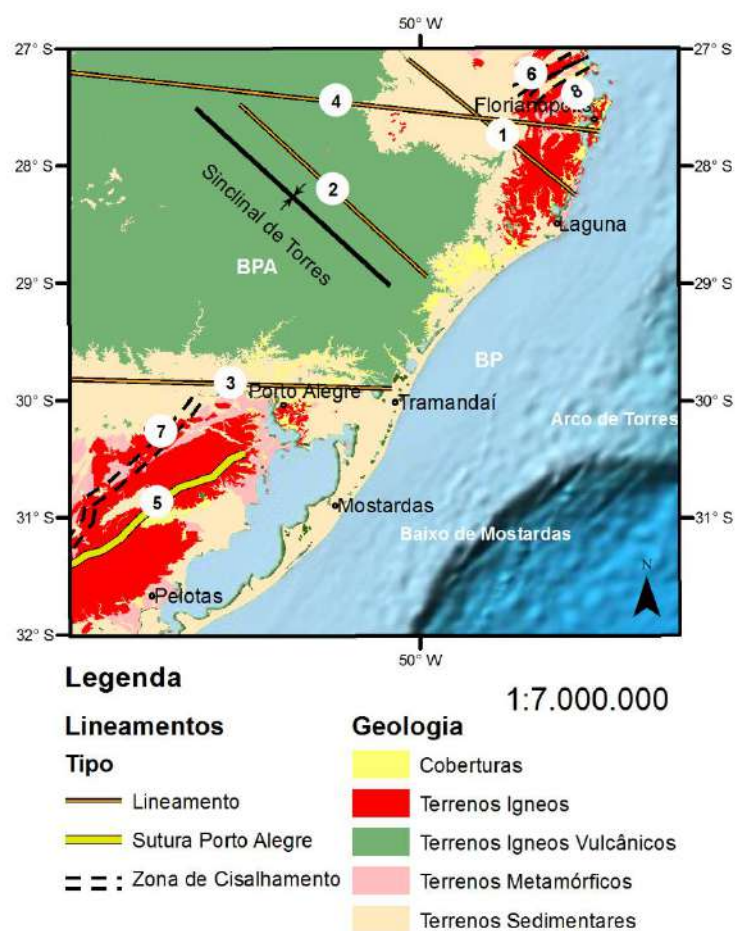 50° W
27° S
27° S
6
8
4
Florianópolis
1
28° S
28° S
2
Sinclinal de Torres
Laguna
BPA
29° S
29° S
BP
3
30° S
30° S
Porto Alegre
Tramandaí
Arco de Torres
7
5
Mostardas
31° S
31° S
Baixo de Mostardas
N
Pelotas
32° S
32° S
50° W
Legenda
1:7.000.000
Lineamentos
Tipo
Lineamento
Sutura Porto Alegre
Zona de Cisalhamento
Geologia
Coberturas
Terrenos Igneos
Terrenos Igneos Vulcânicos
Terrenos Metamórficos
Terrenos Sedimentares